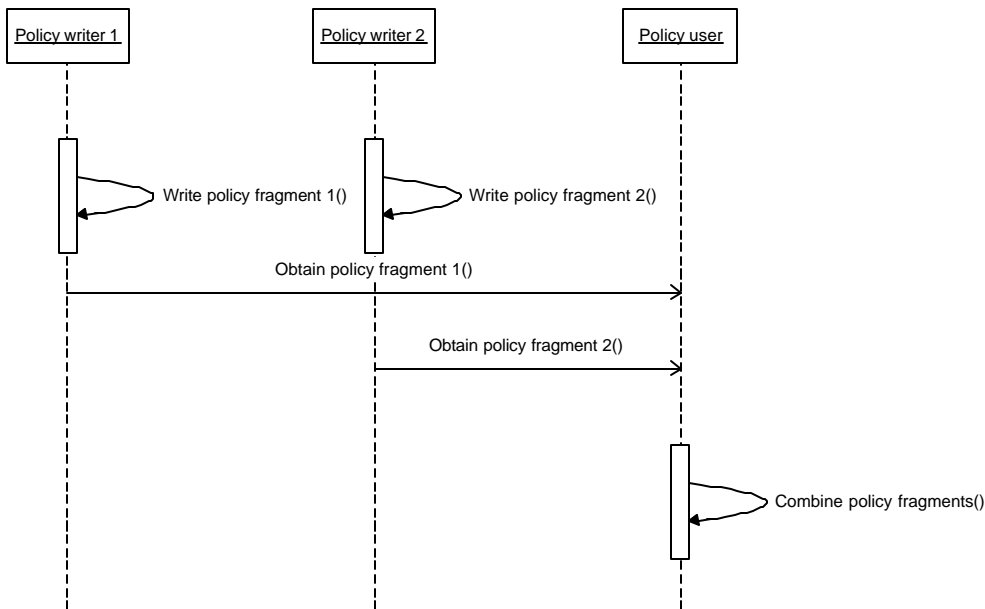 Policy writer 1
Policy writer 2
Policy user
Write policy fragment 1()
Write policy fragment 2()
Obtain policy fragment 1()
Obtain policy fragment 2()
Combine policy fragments()